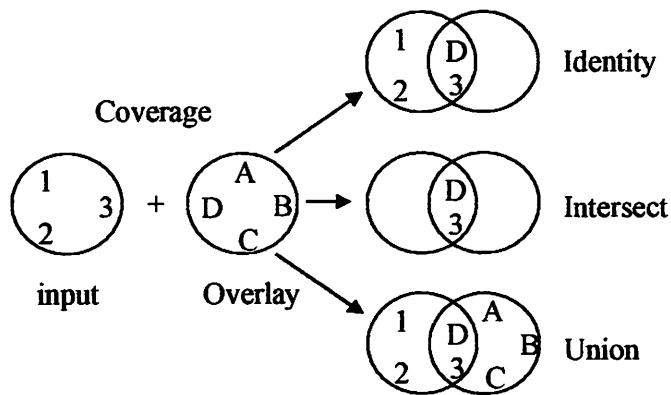 Coverage
1
2
3
input
+
A
D
B
C
Overlay
1
2
D
3
Identity
D
3
Intersect
1
2
D
3
A
B
C
Union